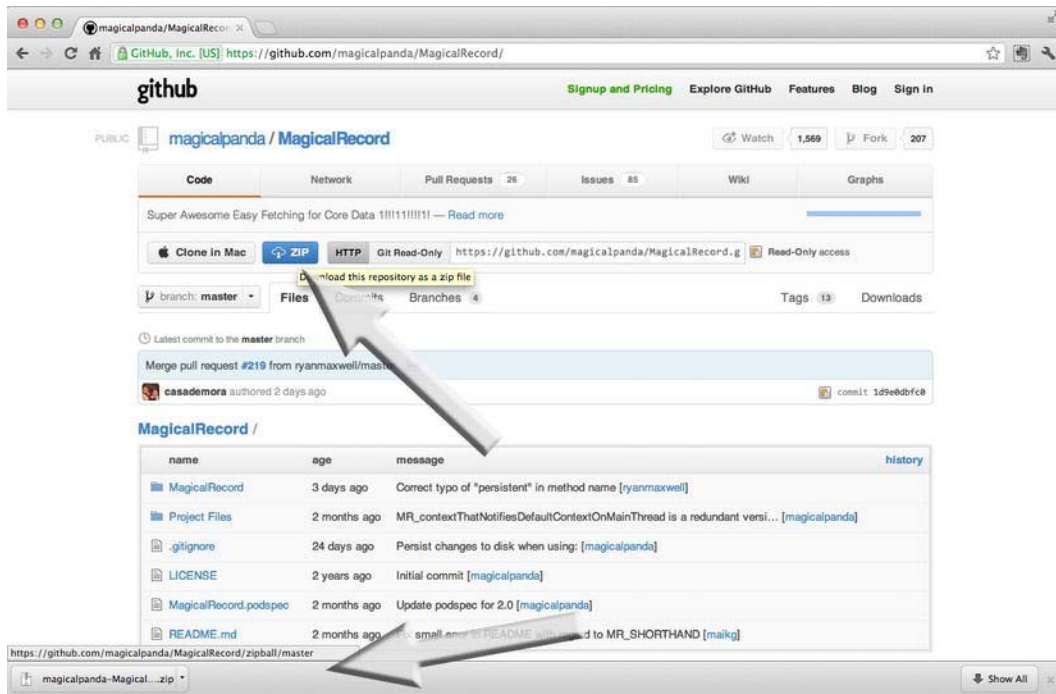 magicalpanda/MagicalRecor
GitHub, Inc. [US] https://github.com/magicalpanda/MagicalRecord/
github
Signup and Pricing Explore GitHub Features Blog Sign in
PUBLIC magicalpanda / MagicalRecord
Watch 1,569 Fork 207
Code Network Pull Requests 26 Issues 85 Wiki Graphs
Super Awesome Easy Fetching for Core Data 1!!!11!!!!1! — Read more
Clone in Mac ZIP HTTP Git Read-Only https://github.com/magicalpanda/MagicalRecord.g Read-Only access
Download this repository as a zip file
branch: master Files Commits Branches 4 Tags 13 Downloads
Latest commit to the master branch
Merge pull request #219 from ryanmaxwell/master
casademora authored 2 days ago commit 1d9e0dbfc0
MagicalRecord /
name age message history
MagicalRecord 3 days ago Correct typo of "persistent" in method name [ryanmaxwell]
Project Files 2 months ago MR_contextThatNotifiesDefaultContextOnMainThread is a redundant versi... [magicalpanda]
.gitignore 24 days ago Persist changes to disk when using: [magicalpanda]
LICENSE 2 years ago Initial commit [magicalpanda]
MagicalRecord.podspec 2 months ago Update podspec for 2.0 [magicalpanda]
README.md 2 months ago small error in README with to MR_SHORTHAND [maikg]
https://github.com/magicalpanda/MagicalRecord/zipball/master
magicalpanda-Magical....zip Show All